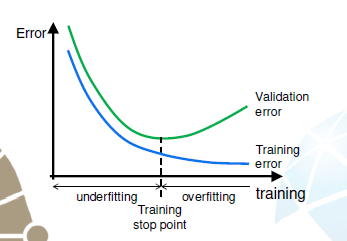 Error
Validation
error
Training
error
underfitting
overfitting
training
Training
stop point